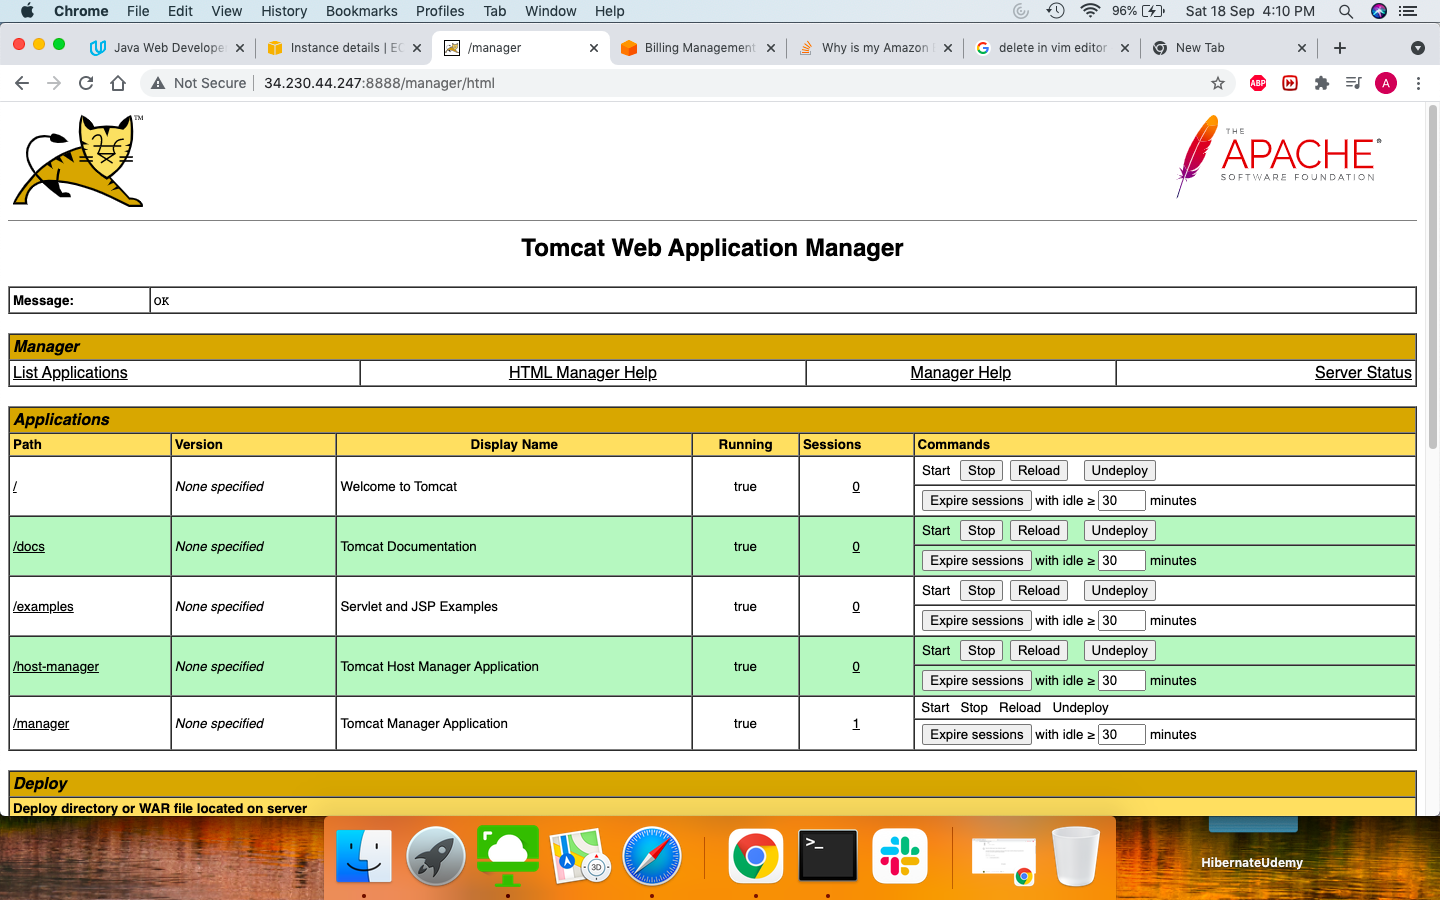 Chrome File Edit View History Bookmarks Profiles Tab Window Help 96% Sat 18 Sep 4:10 PM
Java Web Develope Instance details | EC /manager Billing Management Why is my Amazon delete in vim editor New Tab
Not Secure 34.230.44.247:8888/manager/html ABP A
TM
THE
APACHE®
SOFTWARE FOUNDATION
Tomcat Web Application Manager
Message: OK
Manager
List Applications HTML Manager Help Manager Help Server Status
Applications
Path Version Display Name Running Sessions Commands
/ None specified Welcome to Tomcat true 0 Start Stop Reload Undeploy
Expire sessions with idle ≥ 30 minutes
/docs None specified Tomcat Documentation true 0 Start Stop Reload Undeploy
Expire sessions with idle ≥ 30 minutes
/examples None specified Servlet and JSP Examples true 0 Start Stop Reload Undeploy
Expire sessions with idle ≥ 30 minutes
/host-manager None specified Tomcat Host Manager Application true 0 Start Stop Reload Undeploy
Expire sessions with idle ≥ 30 minutes
/manager None specified Tomcat Manager Application true 1 Start Stop Reload Undeploy
Expire sessions with idle ≥ 30 minutes
Deploy
Deploy directory or WAR file located on server
3D
>_
HibernateUdemy